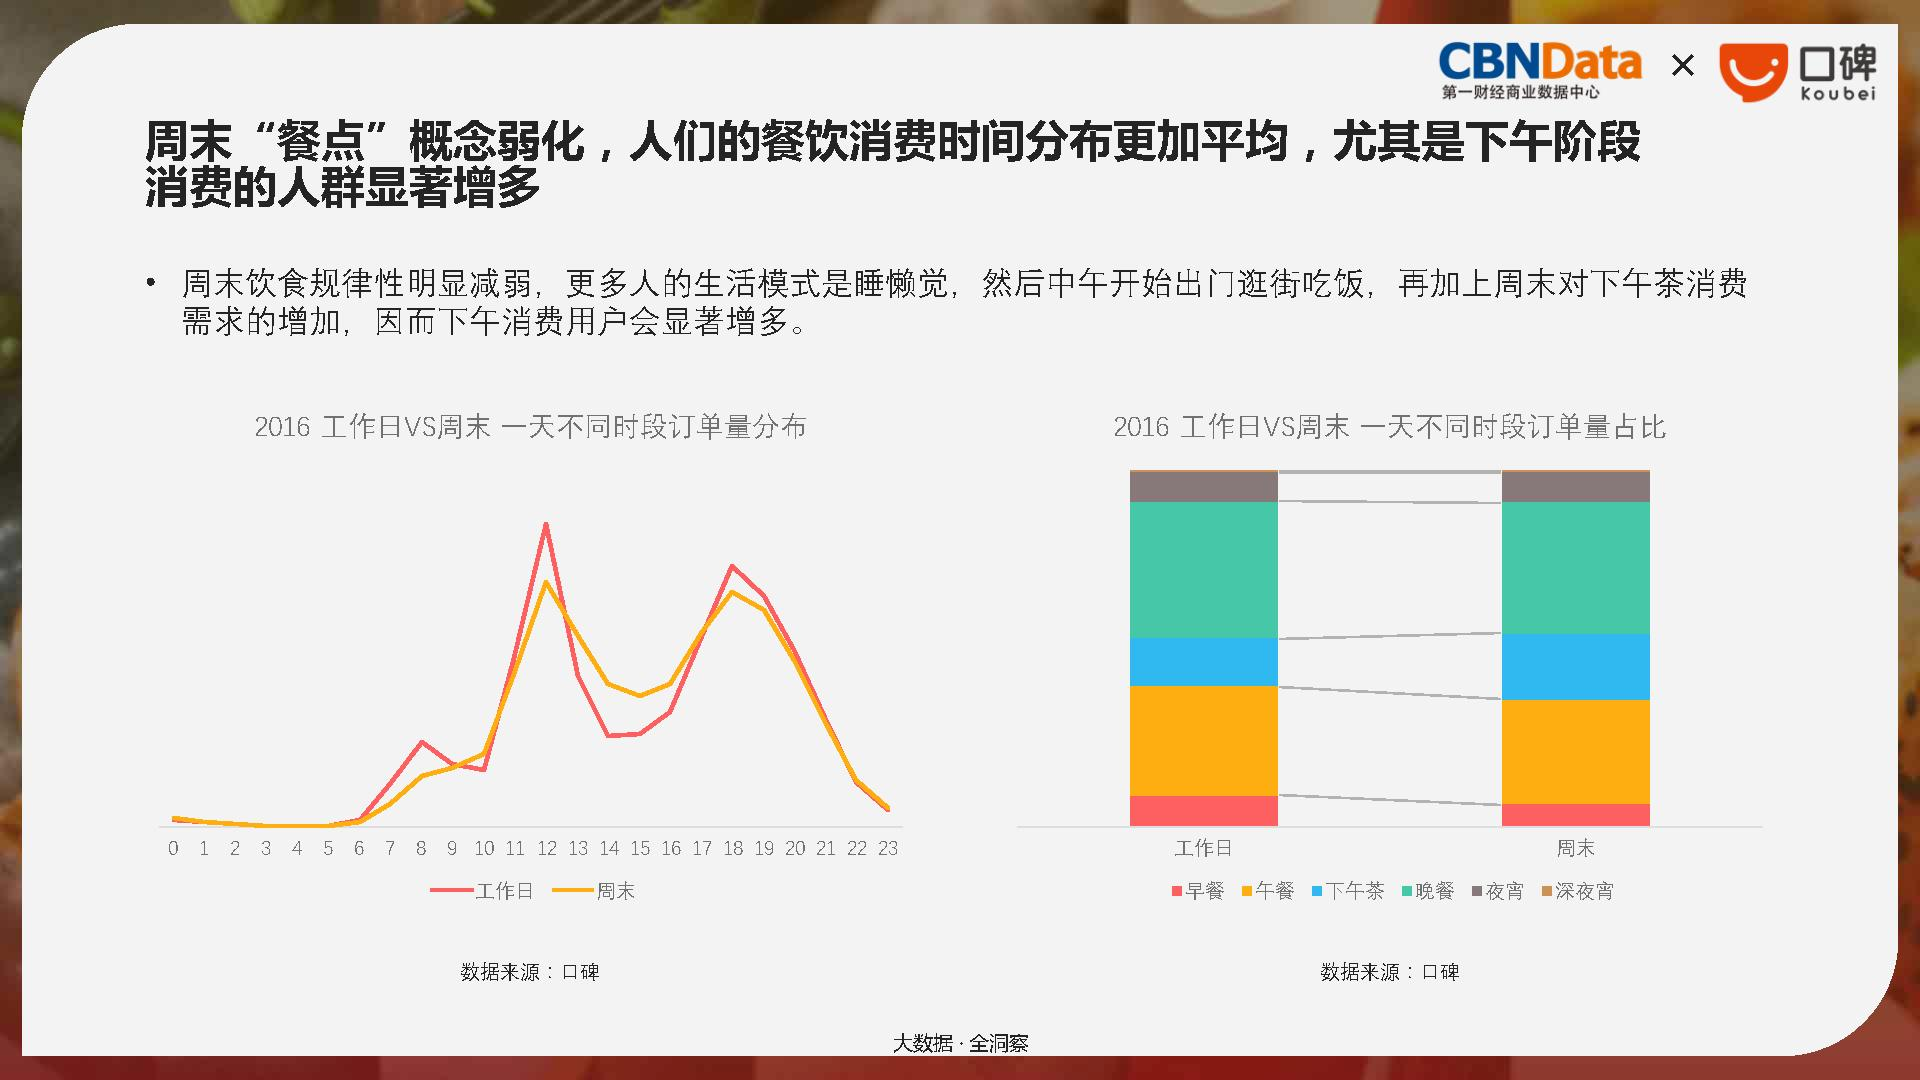 CBNData × 口碑
第一财经商业数据中心 Koubei
周末“餐点”概念弱化，人们的餐饮消费时间分布更加平均，尤其是下午阶段
消费的人群显著增多
• 周末饮食规律性明显减弱，更多人的生活模式是睡懒觉，然后中午开始出门逛街吃饭，再加上周末对下午茶消费
需求的增加，因而下午消费用户会显著增多。
2016 工作日VS周末 一天不同时段订单量分布
0 1 2 3 4 5 6 7 8 9 10 11 12 13 14 15 16 17 18 19 20 21 22 23
工作日 周末
数据来源：口碑
2016 工作日VS周末 一天不同时段订单量占比
工作日 周末
早餐 午餐 下午茶 晚餐 夜宵 深夜宵
数据来源：口碑
大数据·全洞察